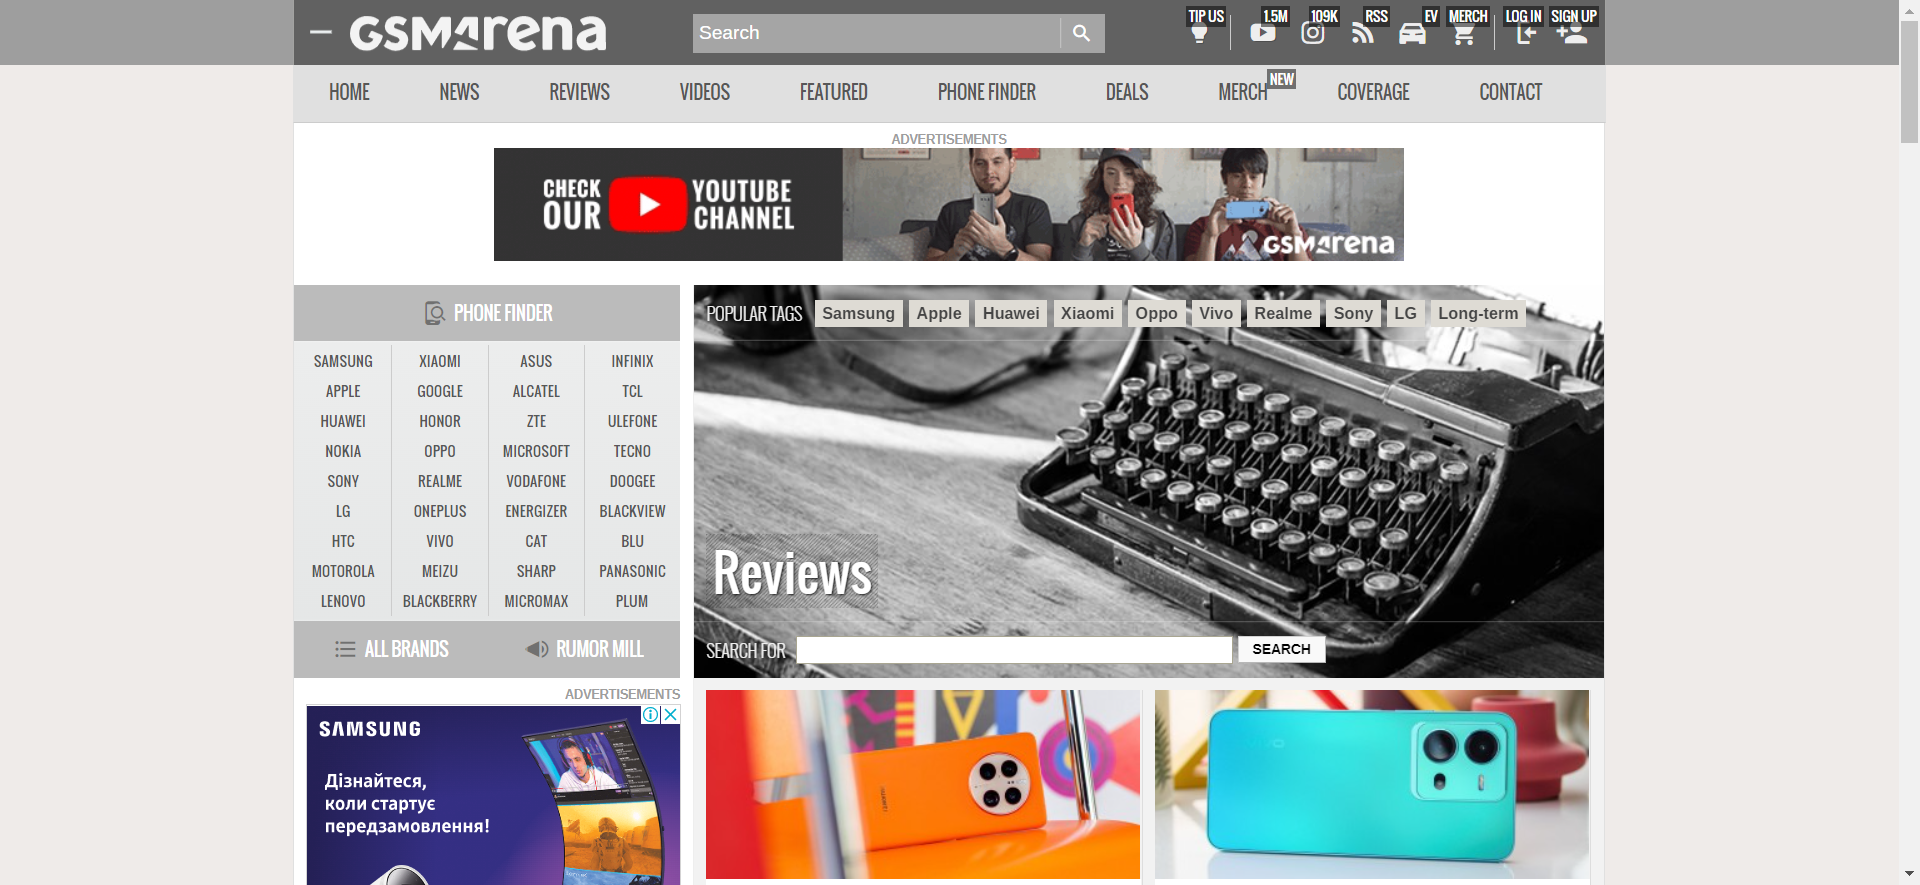 GSMArena
Search
TIP US
1.5M
109K
RSS
EV
MERCH
LOG IN
SIGN UP
HOME
NEWS
REVIEWS
VIDEOS
FEATURED
PHONE FINDER
DEALS
MERCH
NEW
COVERAGE
CONTACT
ADVERTISEMENTS
CHECK
OUR
YOUTUBE
CHANNEL
GSMArena
PHONE FINDER
SAMSUNG XIAOMI ASUS INFINIX
APPLE GOOGLE ALCATEL TCL
HUAWEI HONOR ZTE ULEFONE
NOKIA OPPO MICROSOFT TECNO
SONY REALME VODAFONE DOOGEE
LG ONEPLUS ENERGIZER BLACKVIEW
HTC VIVO CAT BLU
MOTOROLA MEIZU SHARP PANASONIC
LENOVO BLACKBERRY MICROMAX PLUM
ALL BRANDS
RUMOR MILL
POPULAR TAGS Samsung Apple Huawei Xiaomi Oppo Vivo Realme Sony LG Long-term
Reviews
SEARCH FOR
SEARCH
ADVERTISEMENTS
SAMSUNG
Дізнайтеся,
коли стартує
передзамовлення!